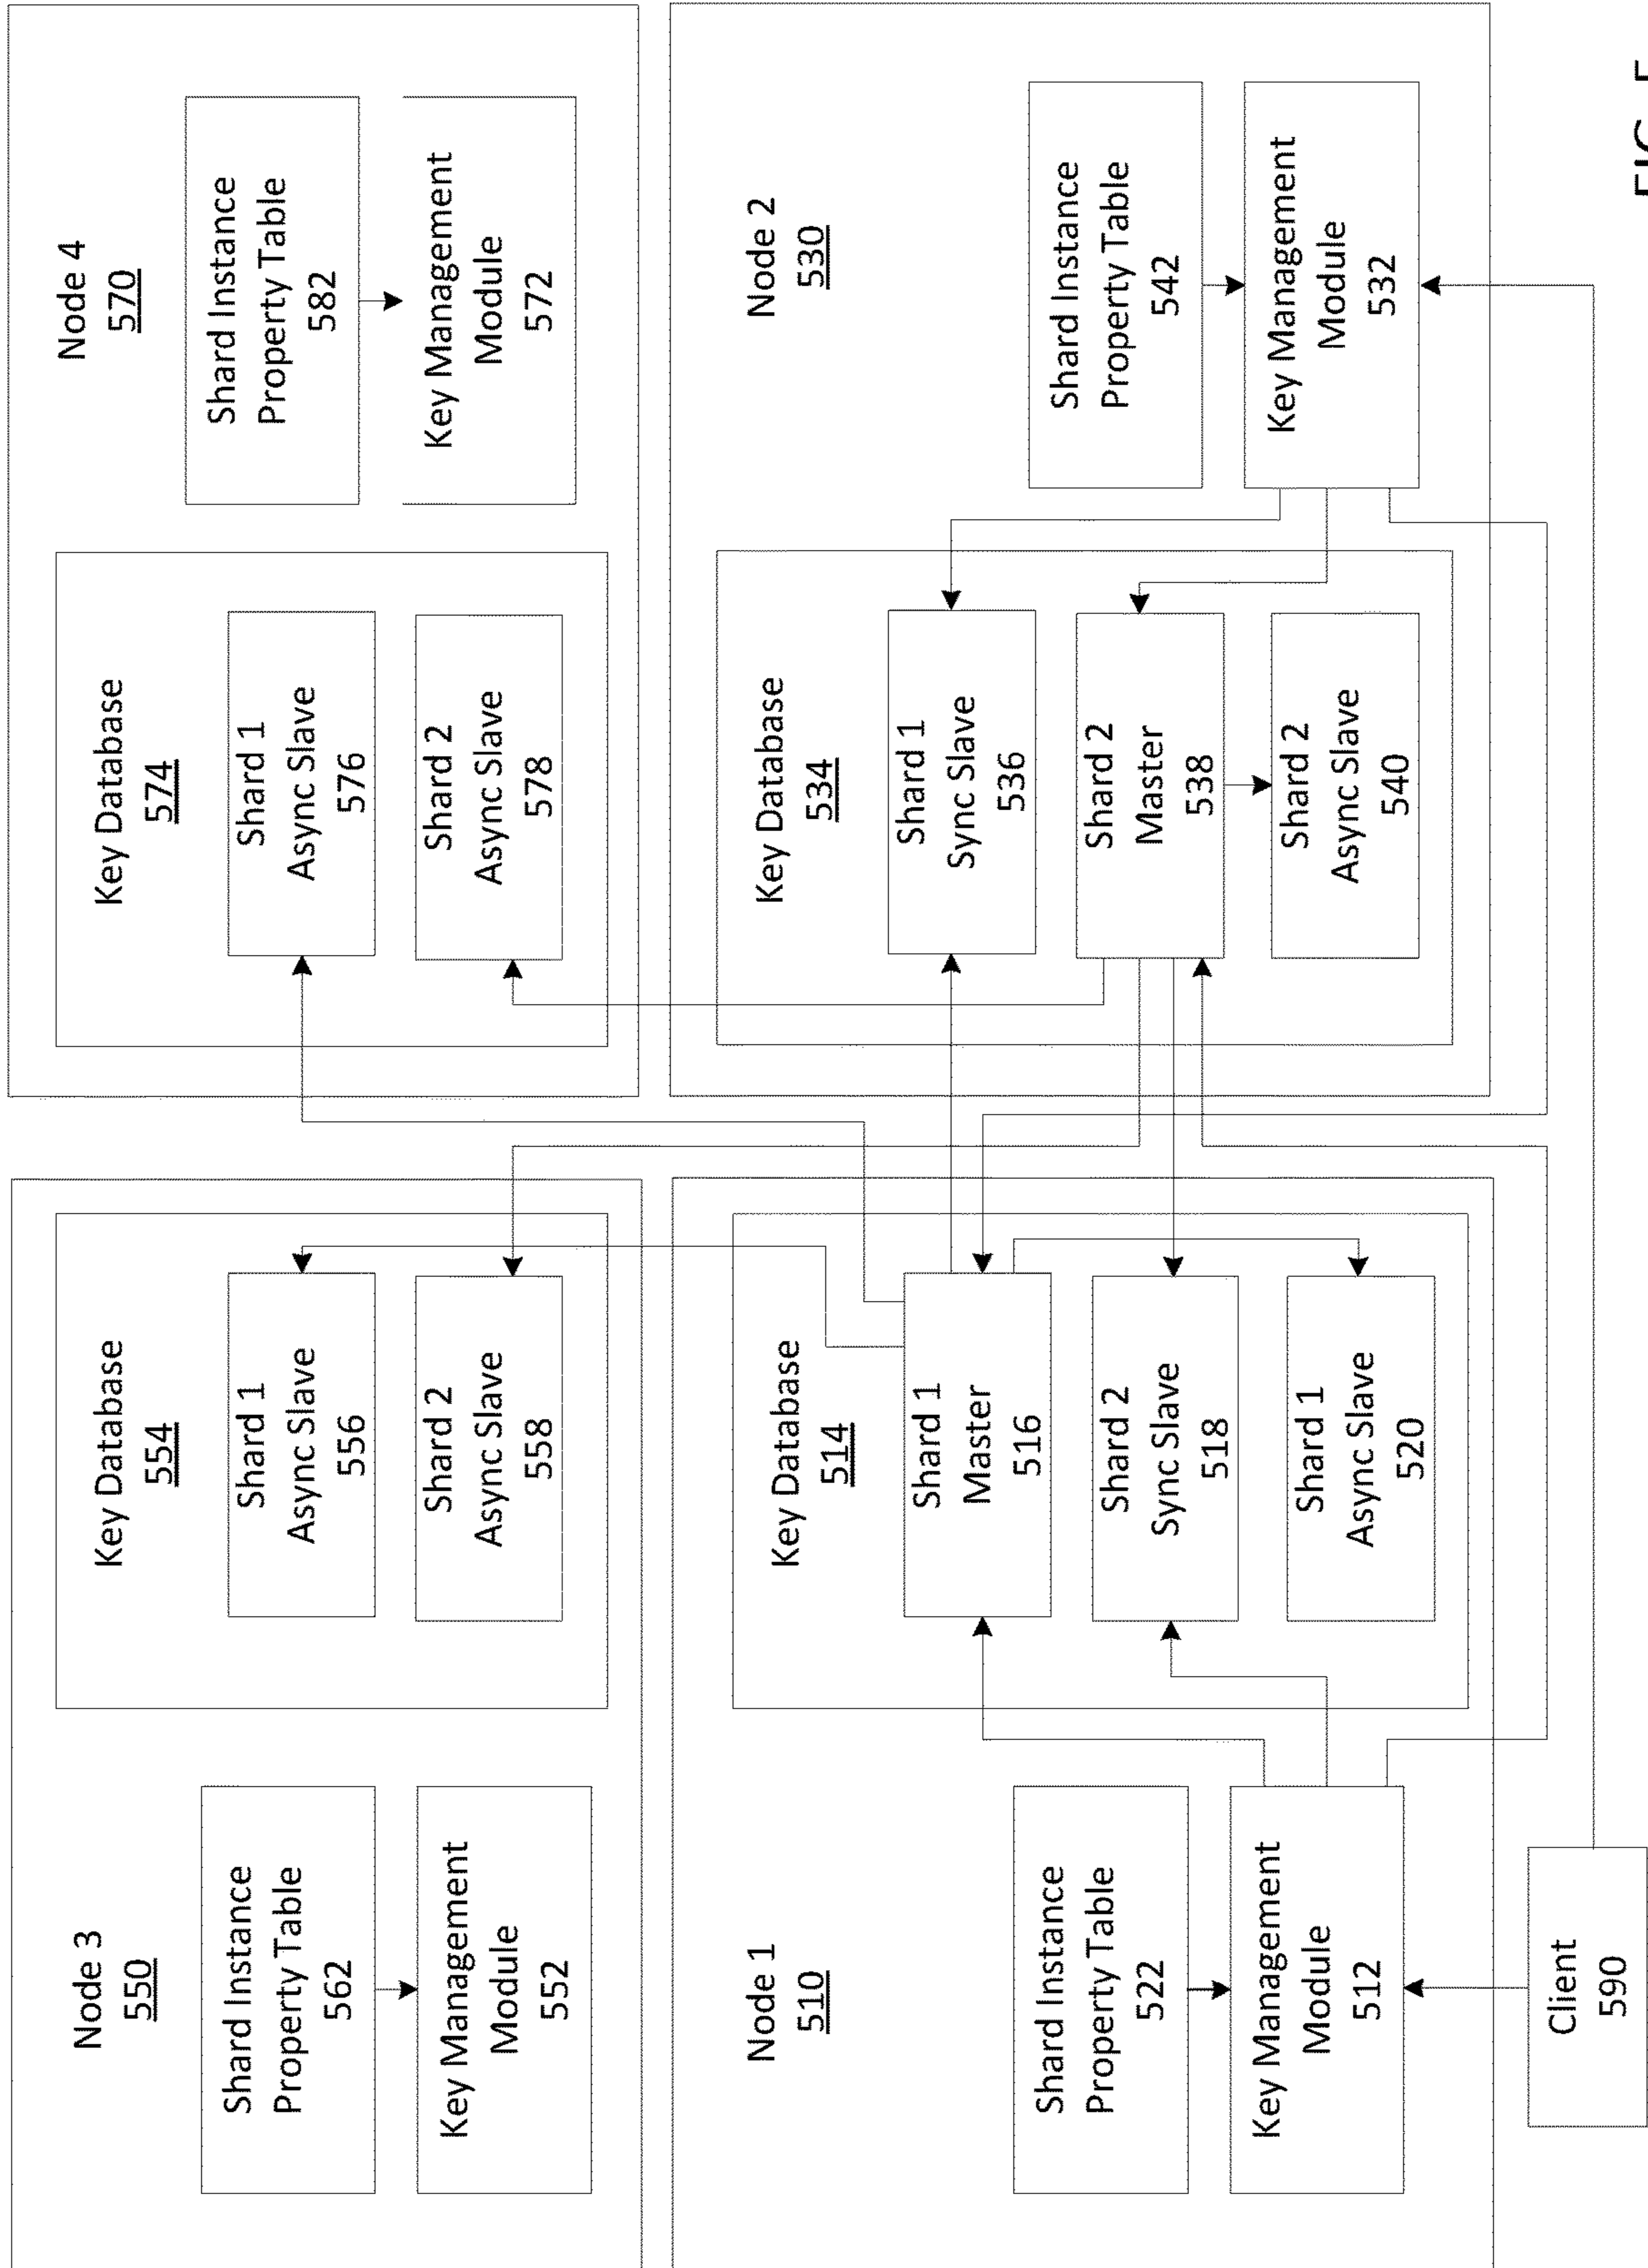 Node 3
550
Shard Instance
Property Table
562
Key Management
Module
552
Key Database
554
Shard 1
Async Slave
556
Shard 2
Async Slave
558
Node 4
570
Key Database
574
Shard 1
Async Slave
576
Shard 2
Async Slave
578
Shard Instance
Property Table
582
Key Management
Module
572
Node 1
510
Shard Instance
Property Table
522
Key Management
Module
512
Key Database
514
Shard 1
Master
516
Shard 2
Sync Slave
518
Shard 1
Async Slave
520
Node 2
530
Key Database
534
Shard 1
Sync Slave
536
Shard 2
Master
538
Shard 2
Async Slave
540
Shard Instance
Property Table
542
Key Management
Module
532
Client
590